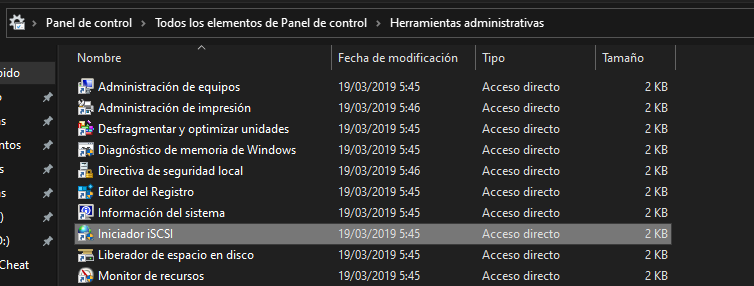 Panel de control > Todos los elementos de Panel de control > Herramientas administrativas
Nombre Fecha de modificación Tipo Tamaño
Administración de equipos 19/03/2019 5:45 Acceso directo 2 KB
Administración de impresión 19/03/2019 5:46 Acceso directo 2 KB
Desfragmentar y optimizar unidades 19/03/2019 5:45 Acceso directo 2 KB
Diagnóstico de memoria de Windows 19/03/2019 5:45 Acceso directo 2 KB
Directiva de seguridad local 19/03/2019 5:46 Acceso directo 2 KB
Editor del Registro 19/03/2019 5:45 Acceso directo 2 KB
Información del sistema 19/03/2019 5:45 Acceso directo 2 KB
Iniciador iSCSI 19/03/2019 5:45 Acceso directo 2 KB
Liberador de espacio en disco 19/03/2019 5:45 Acceso directo 2 KB
Cheat
Monitor de recursos 19/03/2019 5:45 Acceso directo 2 KB